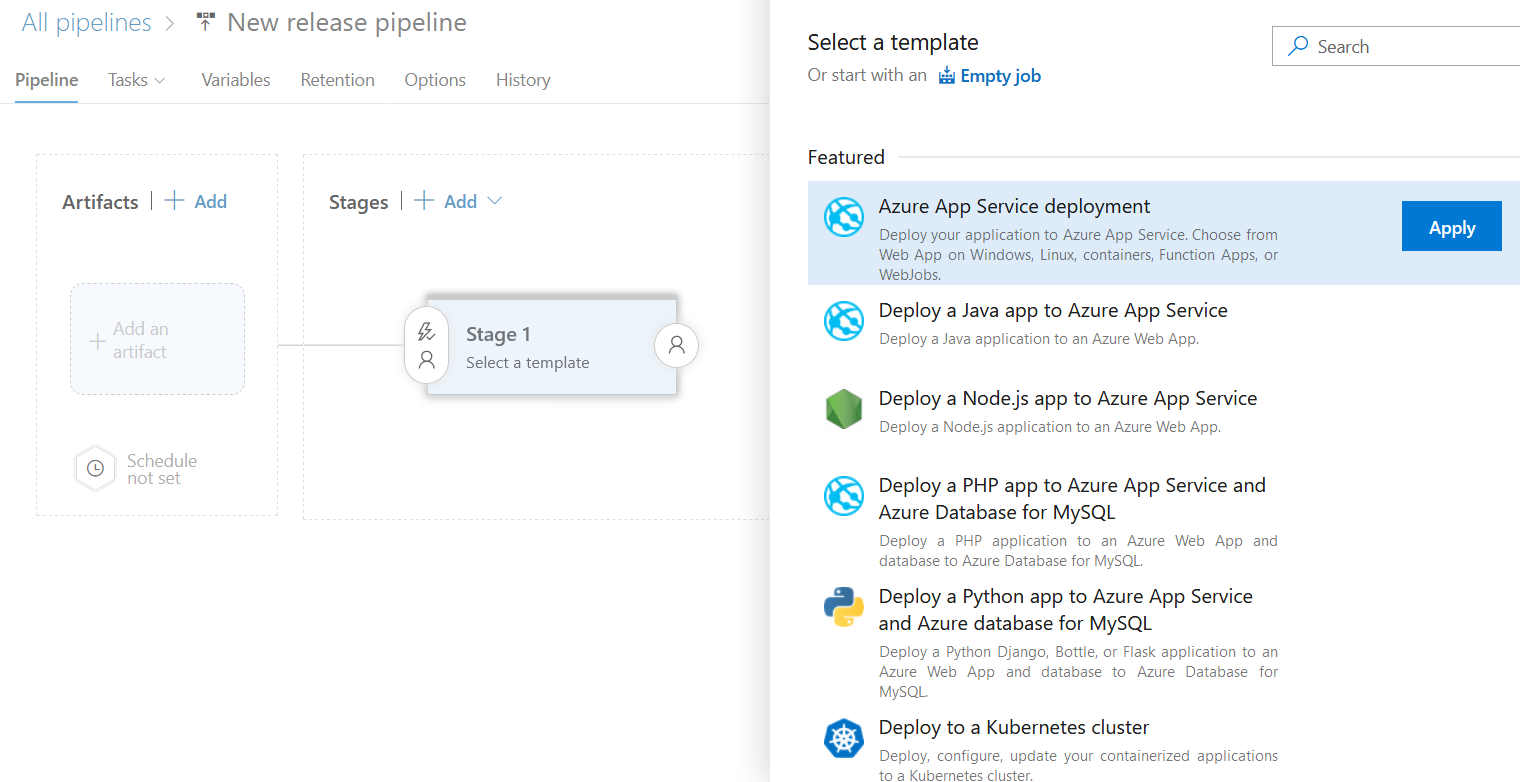 All pipelines > New release pipeline
Pipeline Tasks Variables Retention Options History
Artifacts | + Add
Add an
artifact
Schedule
not set
Stages | + Add
Stage 1
Select a template
Select a template
Or start with an Empty job
Search
Featured
Azure App Service deployment
Deploy your application to Azure App Service. Choose from
Web App on Windows, Linux, containers, Function Apps, or
WebJobs.
Apply
Deploy a Java app to Azure App Service
Deploy a Java application to an Azure Web App.
Deploy a Node.js app to Azure App Service
Deploy a Node.js application to an Azure Web App.
Deploy a PHP app to Azure App Service and
Azure Database for MySQL
Deploy a PHP application to an Azure Web App and
database to Azure Database for MySQL.
Deploy a Python app to Azure App Service
and Azure database for MySQL
Deploy a Python Django, Bottle, or Flask application to an
Azure Web App and database to Azure Database for
MySQL.
Deploy to a Kubernetes cluster
Deploy, configure, update your containerized applications
to a Kubernetes cluster.